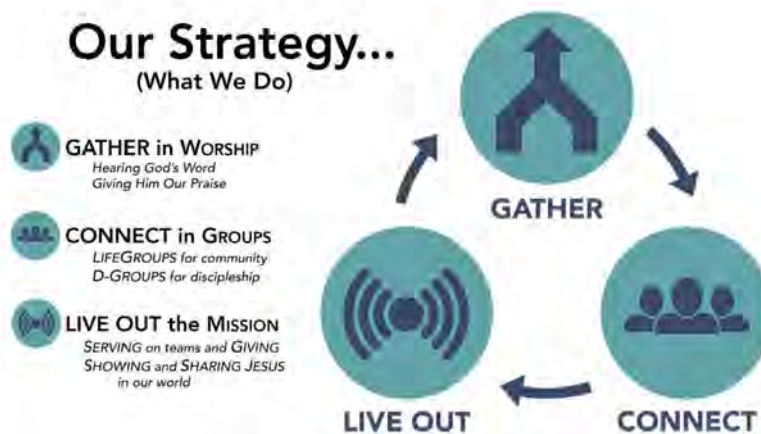 Our Strategy...
(What We Do)
GATHER in WORSHIP
Hearing God's Word
Giving Him Our Praise
CONNECT in GROUPS
LIFEGROUPS for community
D-GROUPS for discipleship
LIVE OUT the MISSION
SERVING on teams and GIVING
SHOWING and SHARING JESUS
in our world
GATHER
LIVE OUT
CONNECT